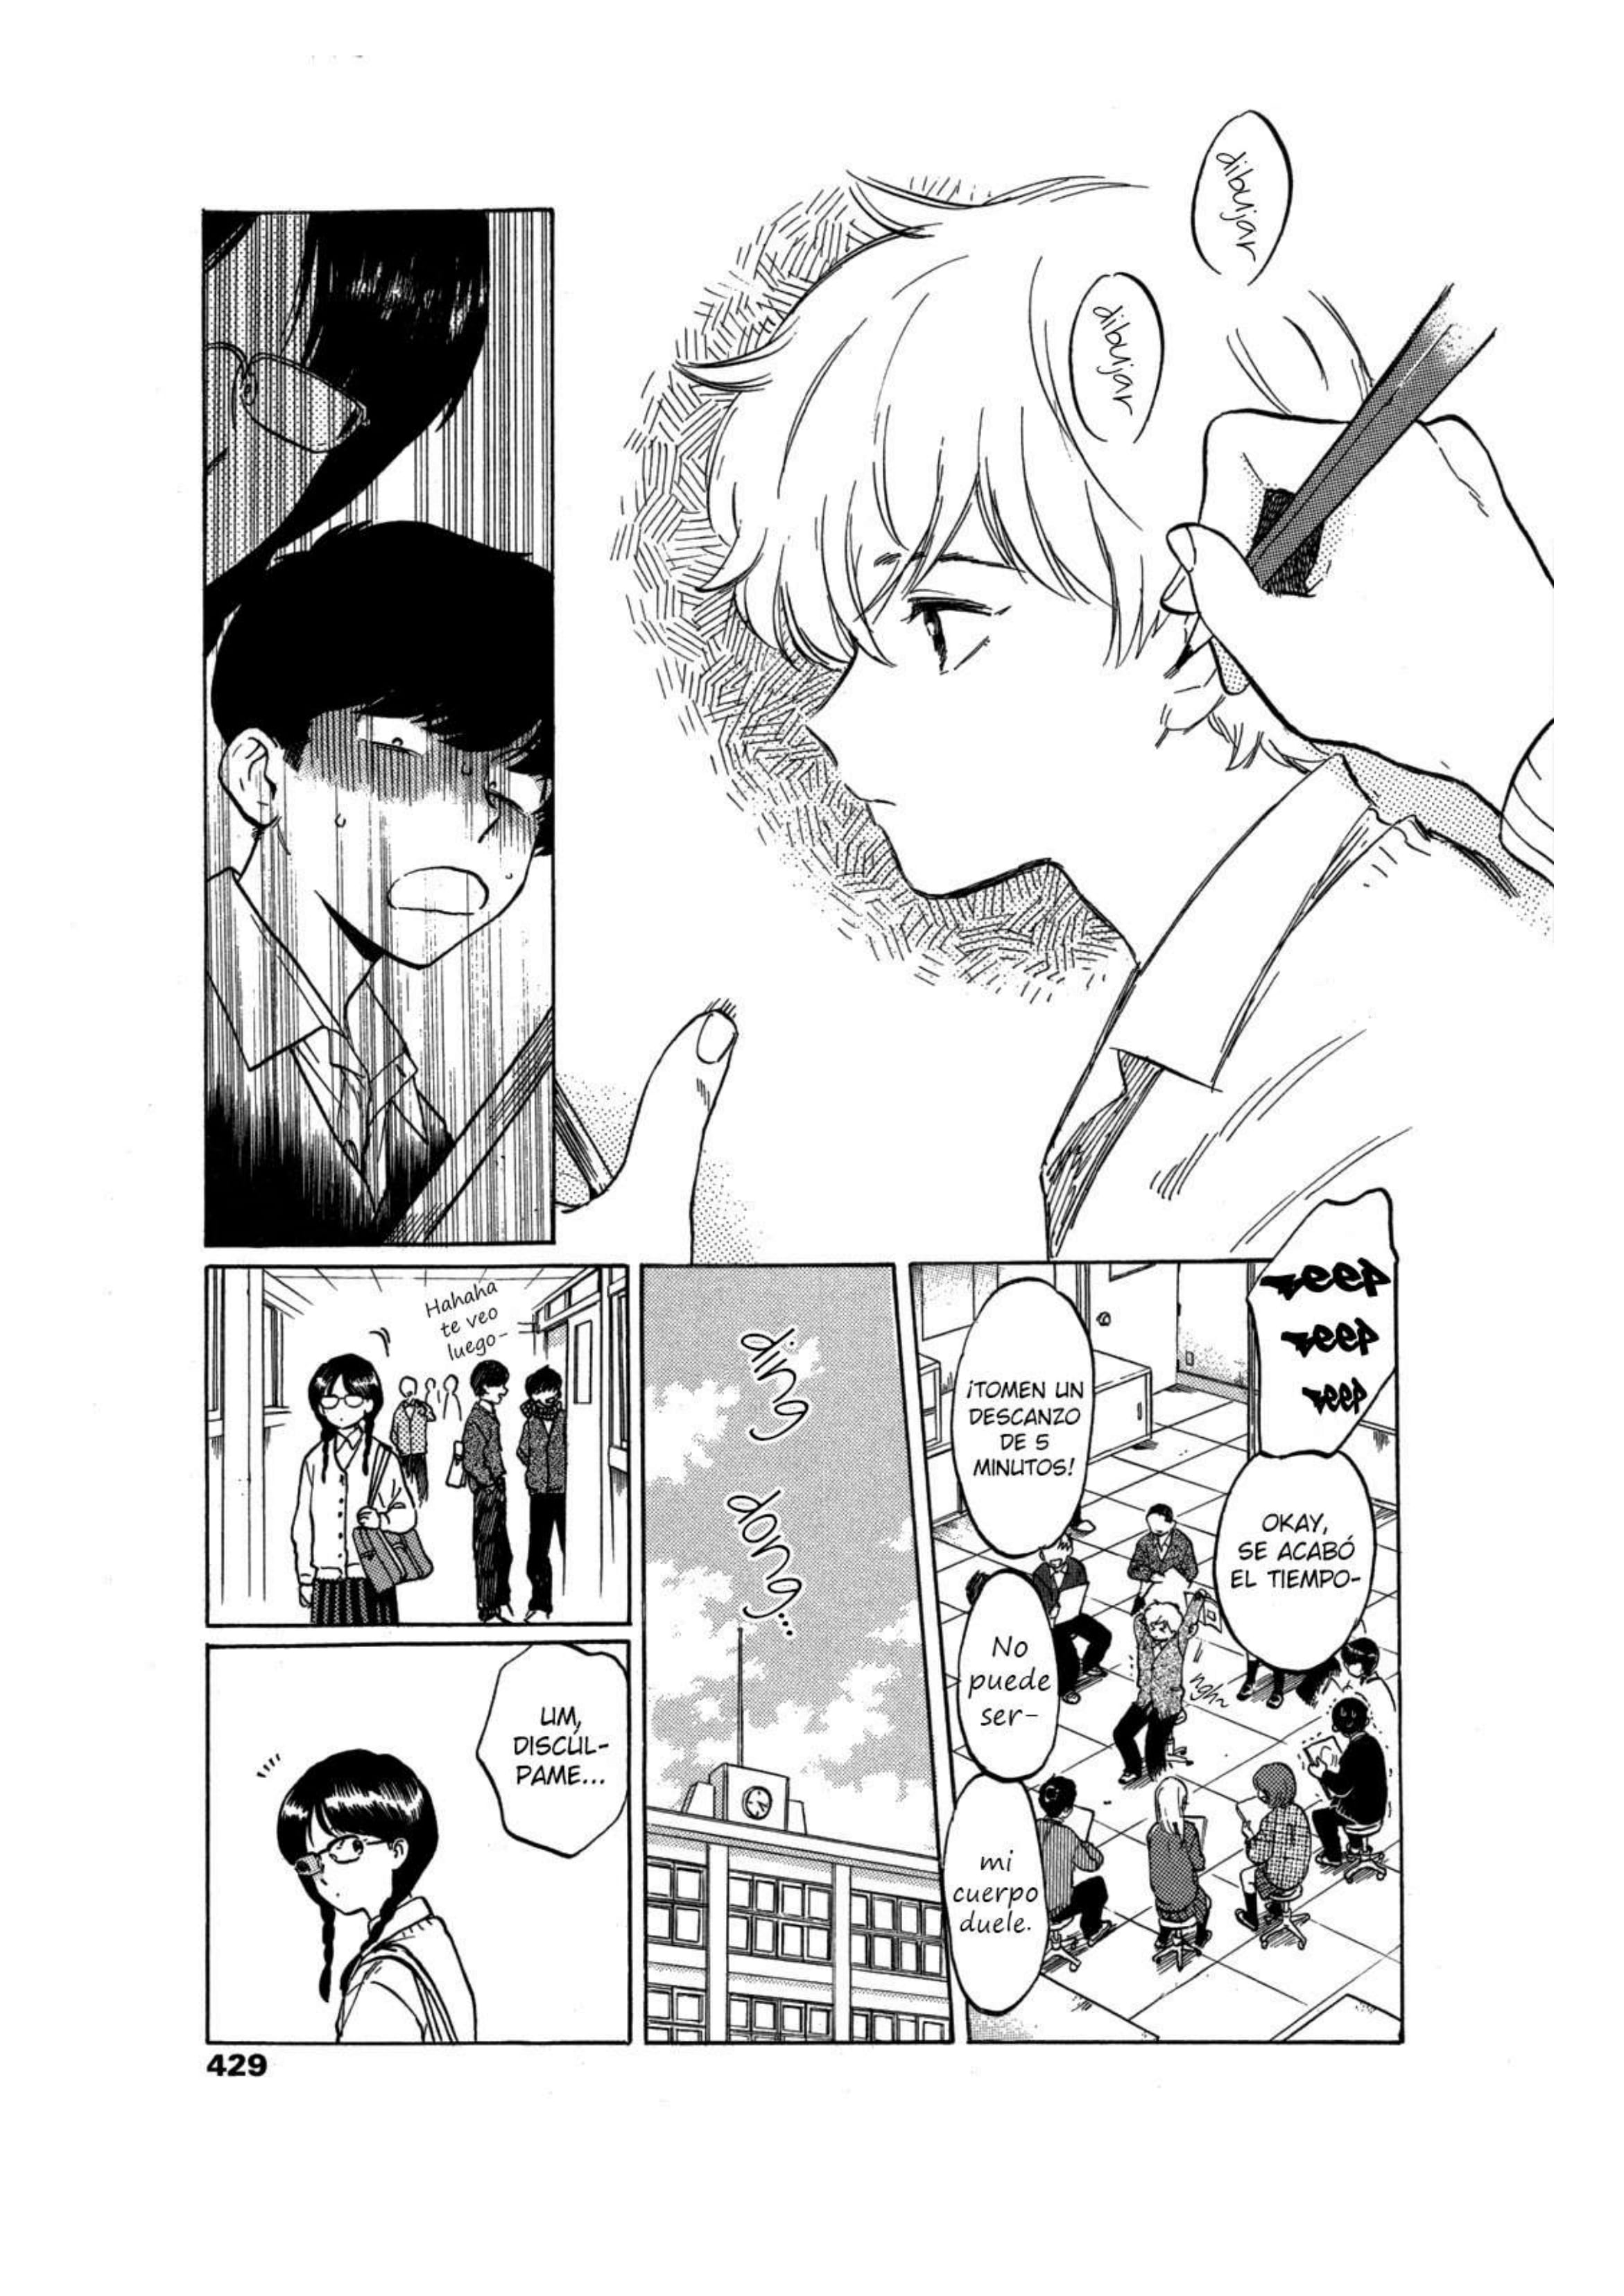 dibujar
dibujar
Beep
Beep
Beep
OKAY,
SE ACABÓ
EL TIEMPO-
¡TOMEN UN
DESCANZO
DE 5
MINUTOS!
No
puede
ser-
nghn
mi
cuerpo
duele.
ding
dong...
Hahaha
te veo
luego-
UM,
DISCÚL-
PAME...
429